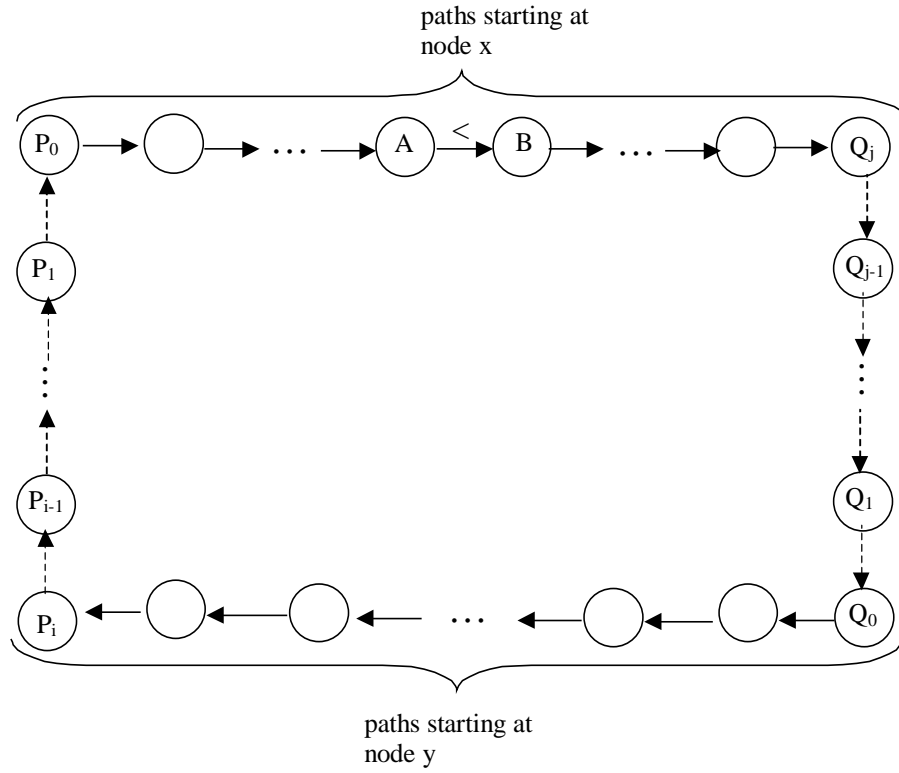 paths starting at
node x
P₀ … A < B … Qⱼ
P₁ Qⱼ₋₁
⋮ ⋮
Pᵢ₋₁ Q₁
Pᵢ … Q₀
paths starting at
node y